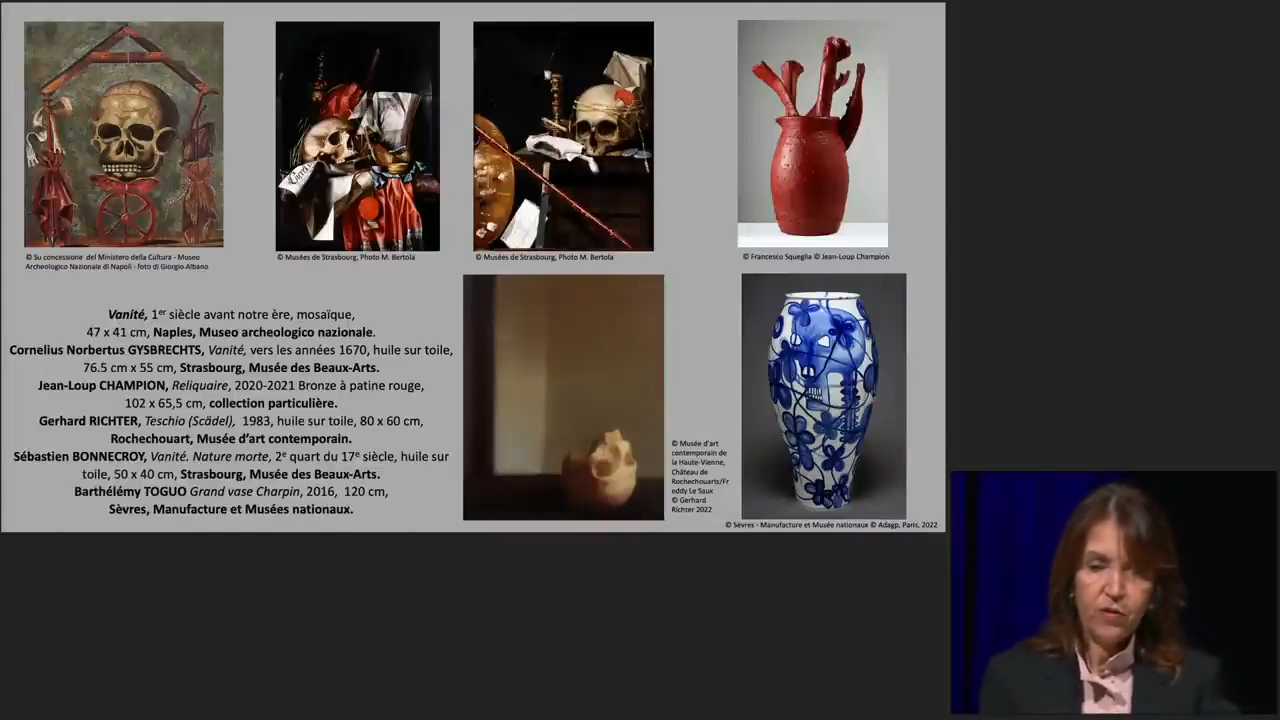 © Su concessione del Ministero della Cultura - Museo
Archeologico Nazionale di Napoli - foto di Giorgio Albano
© Musées de Strasbourg, Photo M. Bertola
© Musées de Strasbourg, Photo M. Bertola
© Francesco Squeglia © Jean-Loup Champion
Vanité, 1er siècle avant notre ère, mosaïque,
47 x 41 cm, Naples, Museo archeologico nazionale.
Cornelius Norbertus GYSBRECHTS, Vanité, vers les années 1670, huile sur toile,
76.5 cm x 55 cm, Strasbourg, Musée des Beaux-Arts.
Jean-Loup CHAMPION, Reliquaire, 2020-2021 Bronze à patine rouge,
102 x 65,5 cm, collection particulière.
Gerhard RICHTER, Teschio (Scädel), 1983, huile sur toile, 80 x 60 cm,
Rochechouart, Musée d'art contemporain.
Sébastien BONNECROY, Vanité. Nature morte, 2e quart du 17e siècle, huile sur
toile, 50 x 40 cm, Strasbourg, Musée des Beaux-Arts.
Barthélémy TOGUO Grand vase Charpin, 2016, 120 cm,
Sèvres, Manufacture et Musées nationaux.
© Musée d'art
contemporain de
la Haute-Vienne,
Château de
Rochechouarts/Fr
eddy Le Saux
© Gerhard
Richter 2022
© Sèvres - Manufacture et Musée nationaux © Adagp, Paris, 2022